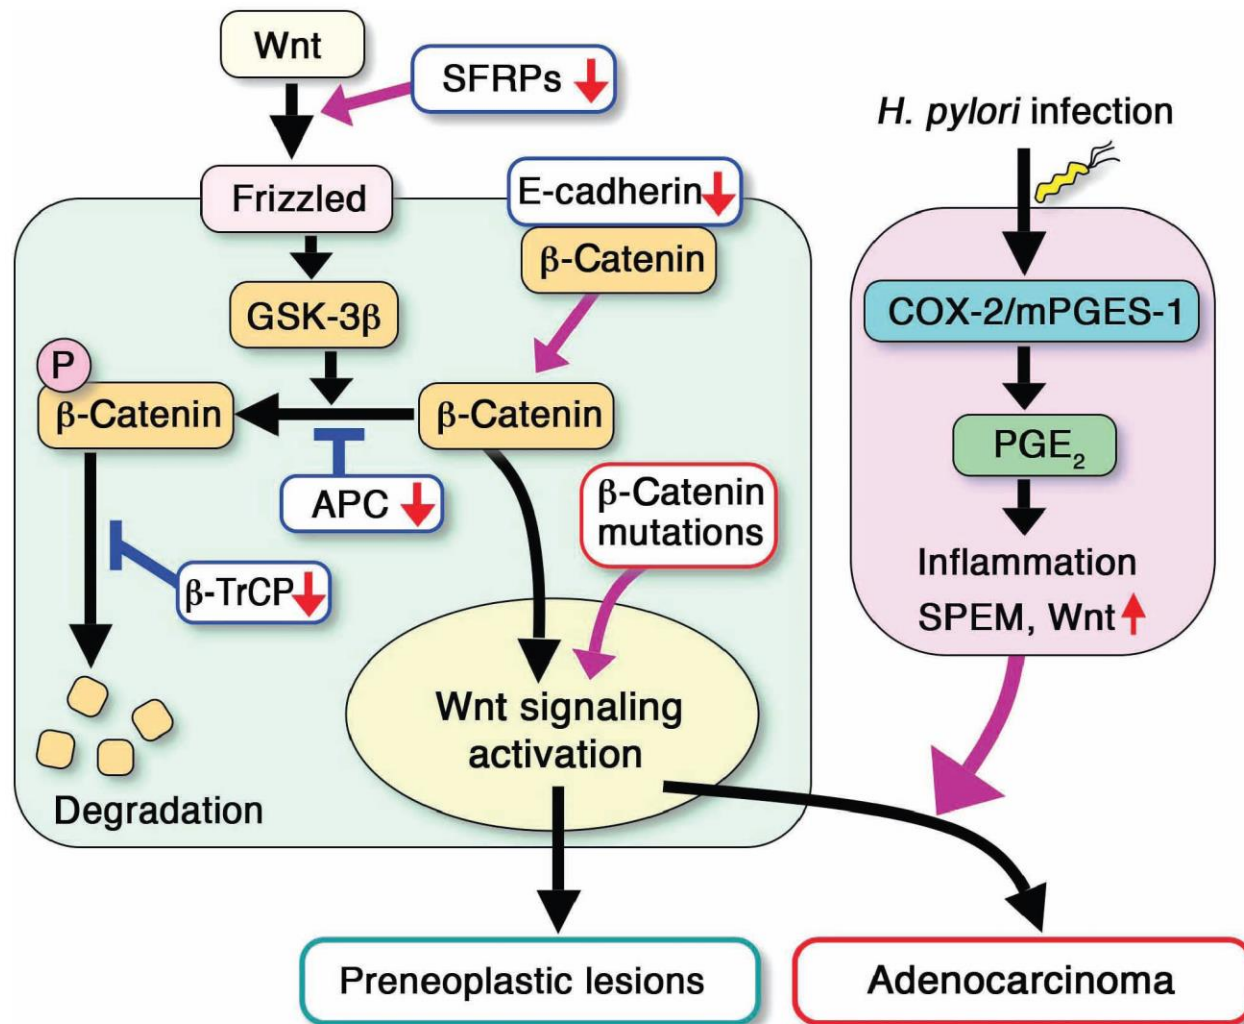 Wnt
SFRPs
H. pylori infection
Frizzled
E-cadherin
β-Catenin
GSK-3β
COX-2/mPGES-1
P
β-Catenin
β-Catenin
PGE₂
APC
β-Catenin
mutations
β-TrCP
Inflammation
SPEM, Wnt
Wnt signaling
activation
Degradation
Preneoplastic lesions
Adenocarcinoma